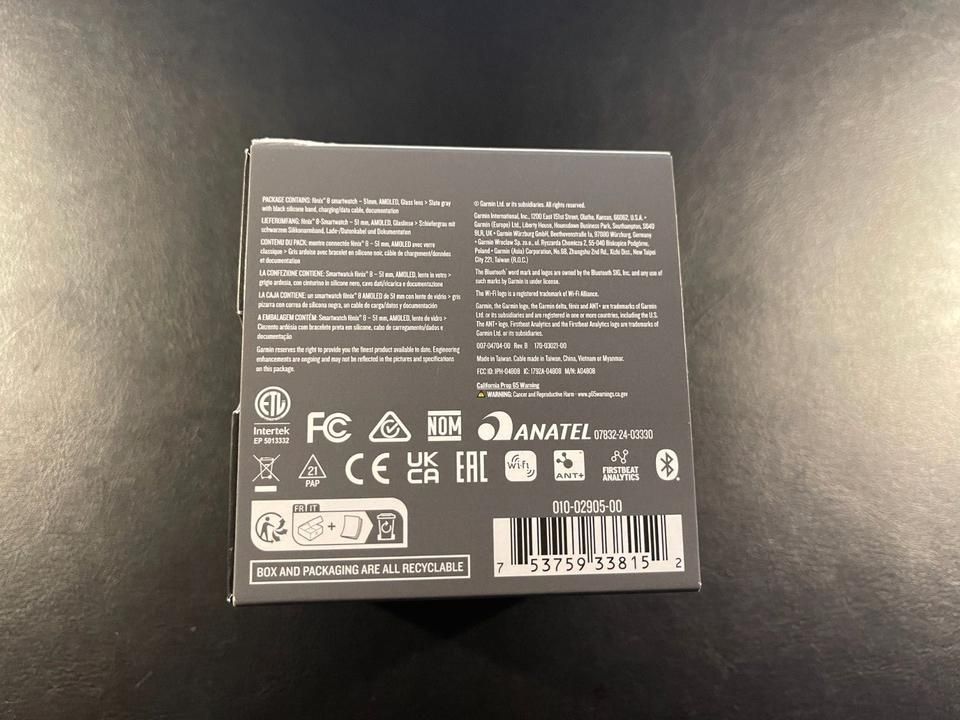 PACKAGE CONTAINS: fēnix® 8 smartwatch – 51mm, AMOLED, Glass lens > Slate gray
with black silicone band, charging/data cable, documentation
LIEFERUMFANG: fēnix® 8-Smartwatch – 51 mm, AMOLED, Glaslinse > Schiefergrau mit
schwarzem Silikonarmband, Lade-/Datenkabel und Dokumentation
CONTENU DU PACK: montre connectée fēnix® 8 – 51 mm, AMOLED avec verre
classique > Gris ardoise avec bracelet en silicone noir, câble de chargement/données
et documentation
LA CONFEZIONE CONTIENE: Smartwatch fēnix® 8 – 51 mm, AMOLED, lente in vetro >
grigio ardesia, con cinturino in silicone nero, cavo dati/ricarica e documentazione
LA CAJA CONTIENE: un smartwatch fēnix® 8 AMOLED de 51 mm con lente de vidrio > gris
pizarra con correa de silicona negra, un cable de carga/datos y documentación
A EMBALAGEM CONTÉM: Smartwatch fēnix® 8 – 51 mm, AMOLED, lente de vidro >
Cinzento ardósia com bracelete preta em silicone, cabo de carregamento/dados e
documentação
Garmin reserves the right to provide you the finest product available to date. Engineering
enhancements are ongoing and may not be reflected in the pictures and specifications
on this package.
© Garmin Ltd. or its subsidiaries. All rights reserved.
Garmin International, Inc., 1200 East 151st Street, Olathe, Kansas, 66062, U.S.A. •
Garmin (Europe) Ltd., Liberty House, Hounsdown Business Park, Southampton, SO40
9LR, UK • Garmin Würzburg GmbH, Beethovenstraße 1a, 97080 Würzburg, Germany
• Garmin Wroclaw Sp. z o.o., ul. Ryszarda Chomicza 2, 55-040 Biskupice Podgórne,
Poland • Garmin (Asia) Corporation, No.68, Zhangshu 2nd Rd., Xizhi Dist., New Taipei
City 221, Taiwan (R.O.C.)
The Bluetooth® word mark and logos are owned by the Bluetooth SIG, Inc. and any use of
such marks by Garmin is under license.
The Wi-Fi logo is a registered trademark of Wi-Fi Alliance.
Garmin, the Garmin logo, the Garmin delta, fēnix and ANT+ are trademarks of Garmin
Ltd. or its subsidiaries and are registered in one or more countries, including the U.S.
The ANT+ logo, Firstbeat Analytics and the Firstbeat Analytics logo are trademarks of
Garmin Ltd. or its subsidiaries.
007-04704-00 Rev. B 170-03021-00
Made in Taiwan. Cable made in Taiwan, China, Vietnam or Myanmar.
FCC ID: IPH-04808 IC: 1792A-04808 M/N: A04808
California Prop 65 Warning
WARNING: Cancer and Reproductive Harm - www.p65warnings.ca.gov
ETL
Intertek
EP 5013332
FC
NOM
ANATEL 07832-24-03330
21
PAP
CE
UK
CA
EAC
Wi-Fi
ANT+
FIRSTBEAT
ANALYTICS
FR IT
+
BOX AND PACKAGING ARE ALL RECYCLABLE
010-02905-00
7 53759 33815 2